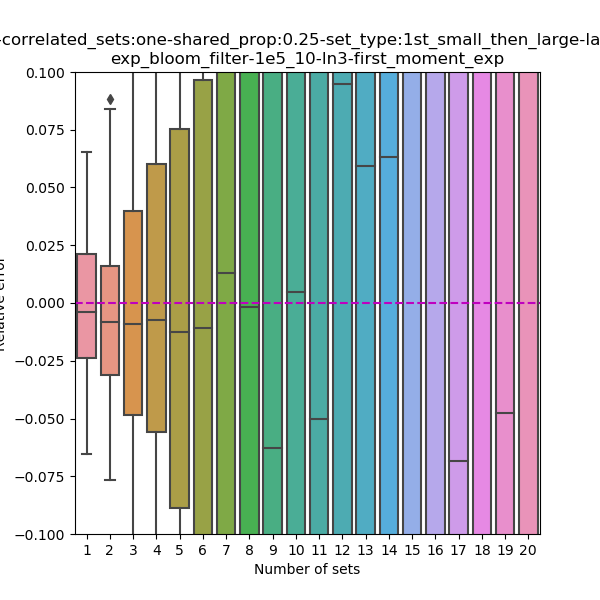 -correlated_sets:one-shared_prop:0.25-set_type:1st_small_then_large-la
exp_bloom_filter-1e5_10-ln3-first_moment_exp
0.100
0.075
0.050
0.025
0.000
−0.025
−0.050
−0.075
−0.100
Relative error
1 2 3 4 5 6 7 8 9 10 11 12 13 14 15 16 17 18 19 20
Number of sets